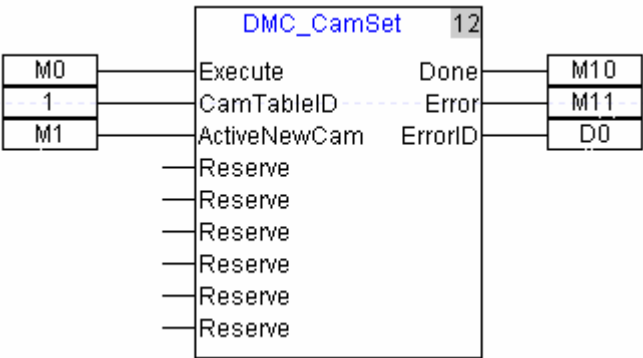 DMC_CamSet 12
M0 Execute Done M10
1 CamTableID Error M11
M1 ActiveNewCam ErrorID D0
Reserve
Reserve
Reserve
Reserve
Reserve
Reserve